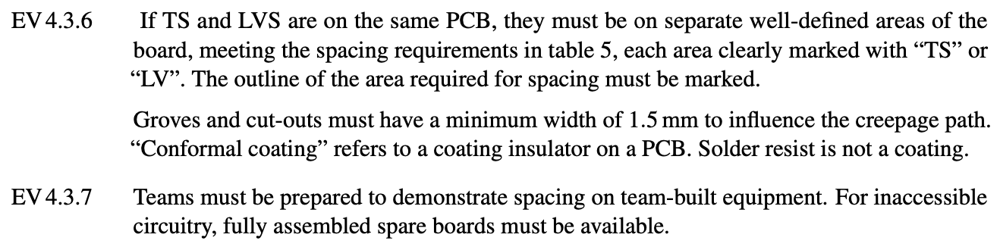 EV 4.3.6 If TS and LVS are on the same PCB, they must be on separate well-defined areas of the
board, meeting the spacing requirements in table 5, each area clearly marked with “TS” or
“LV”. The outline of the area required for spacing must be marked.
Groves and cut-outs must have a minimum width of 1.5 mm to influence the creepage path.
“Conformal coating” refers to a coating insulator on a PCB. Solder resist is not a coating.
EV 4.3.7 Teams must be prepared to demonstrate spacing on team-built equipment. For inaccessible
circuitry, fully assembled spare boards must be available.